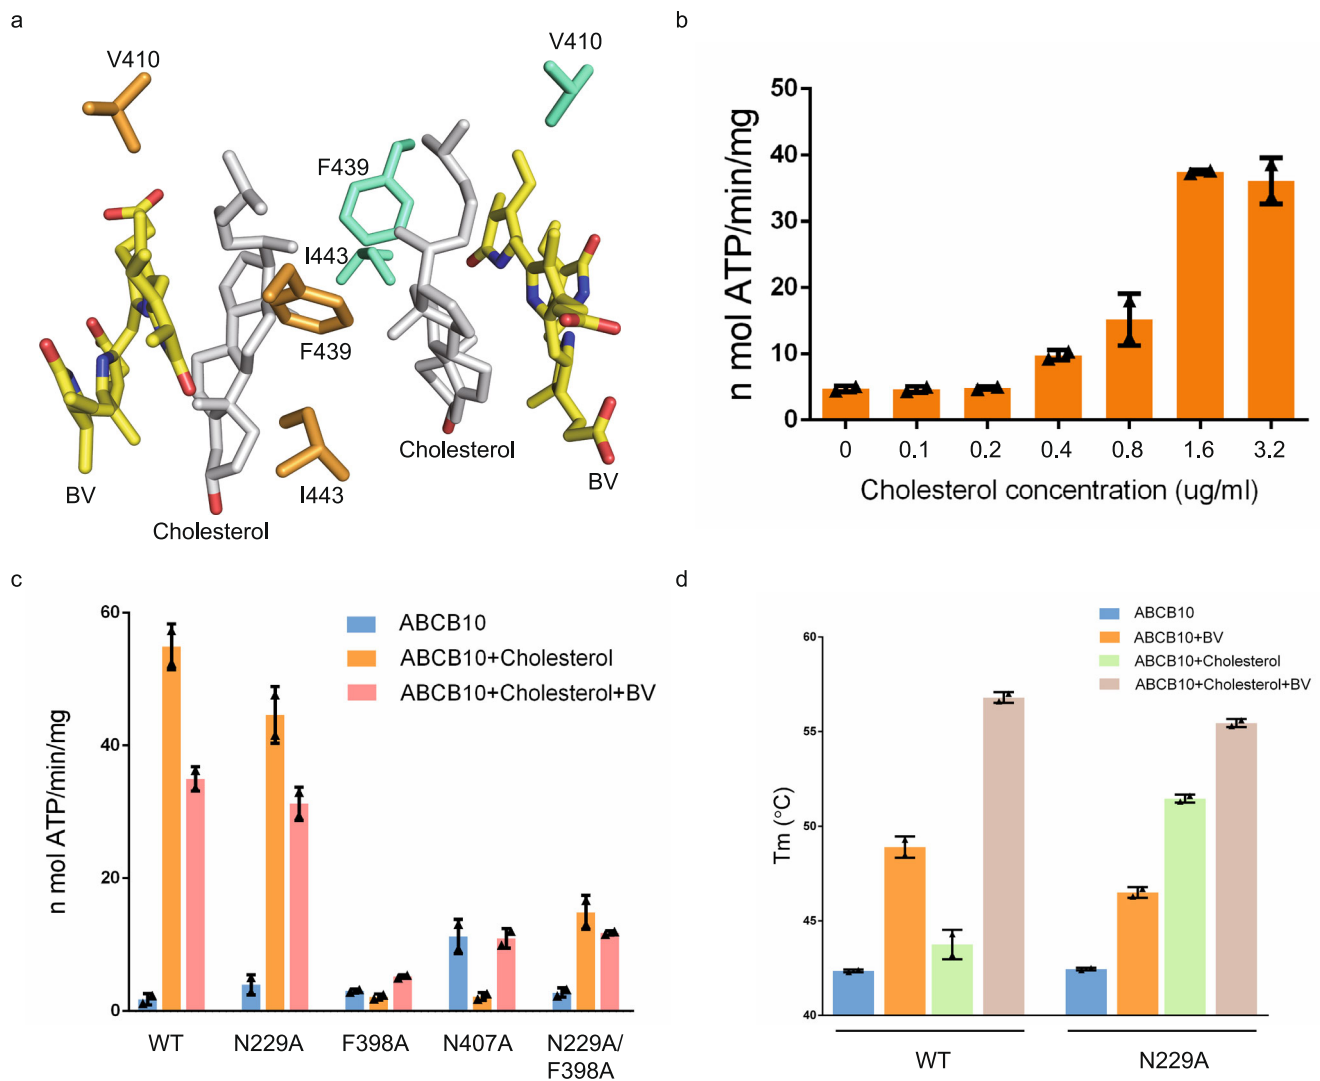 a
V410
V410
F439
I443
F439
I443
BV
Cholesterol
Cholesterol
BV
b
n mol ATP/min/mg
50
40
30
20
10
0
0 0.1 0.2 0.4 0.8 1.6 3.2
Cholesterol concentration (ug/ml)
c
n mol ATP/min/mg
60
40
20
0
ABCB10
ABCB10+Cholesterol
ABCB10+Cholesterol+BV
WT N229A F398A N407A N229A/
F398A
d
Tm (°C)
60
55
50
45
40
ABCB10
ABCB10+BV
ABCB10+Cholesterol
ABCB10+Cholesterol+BV
WT N229A